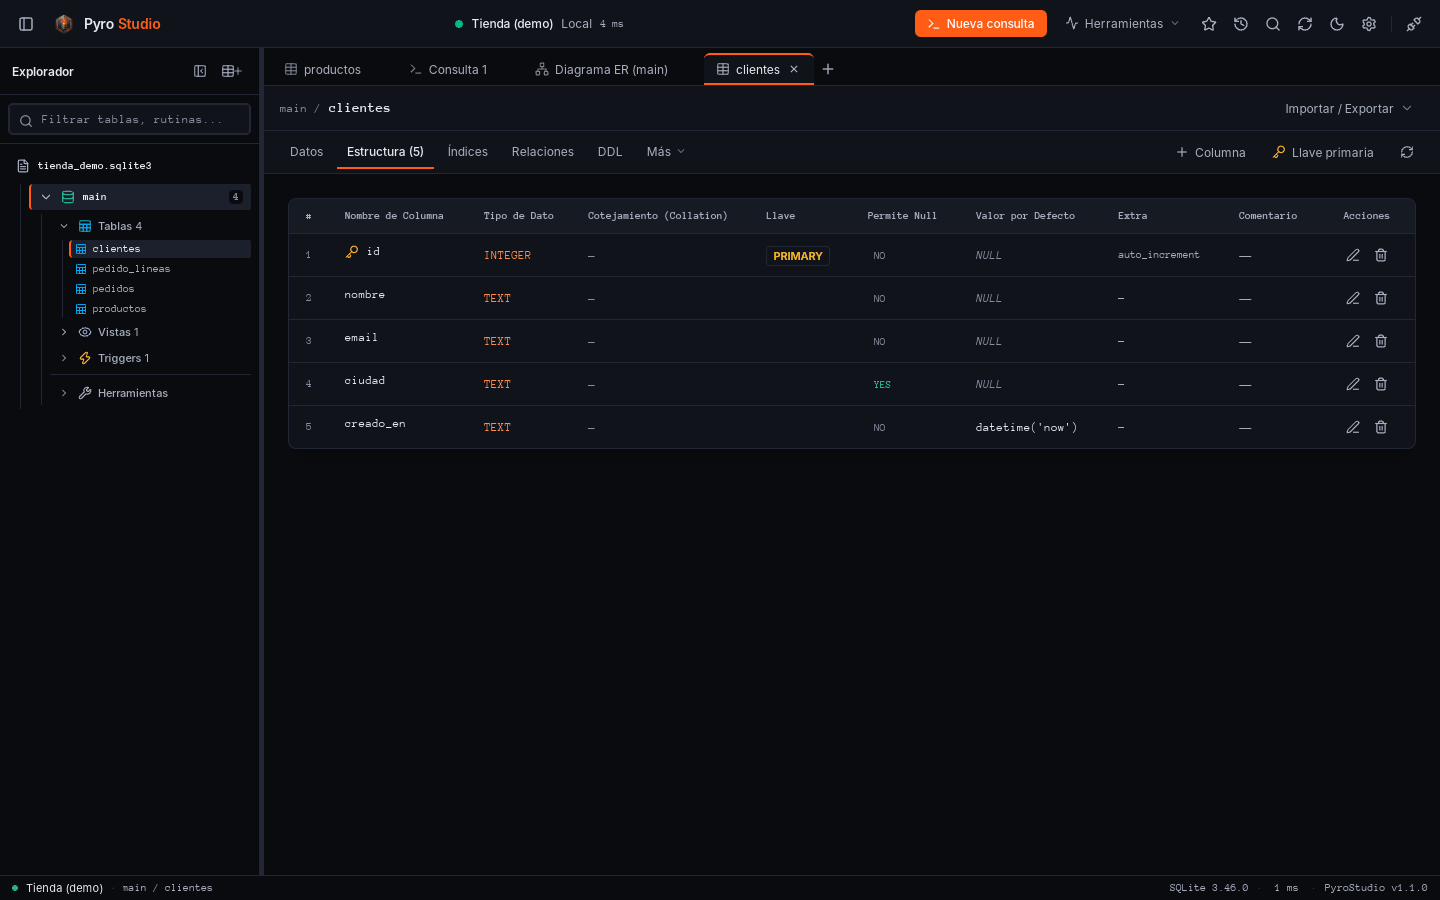 Pyro Studio
Tienda (demo) Local 4 ms
Nueva consulta
Herramientas
Explorador
productos
Consulta 1
Diagrama ER (main)
clientes
Filtrar tablas, rutinas...
main / clientes
Importar / Exportar
tienda_demo.sqlite3
main 4
Tablas 4
clientes
pedido_lineas
pedidos
productos
Vistas 1
Triggers 1
Herramientas
Datos Estructura (5) Índices Relaciones DDL Más
Columna Llave primaria
# Nombre de Columna Tipo de Dato Cotejamiento (Collation) Llave Permite Null Valor por Defecto Extra Comentario Acciones
1 id INTEGER — PRIMARY NO NULL auto_increment —
2 nombre TEXT — NO NULL — —
3 email TEXT — NO NULL — —
4 ciudad TEXT — YES NULL — —
5 creado_en TEXT — NO datetime('now') — —
Tienda (demo) · main / clientes
SQLite 3.46.0 · 1 ms · PyroStudio v1.1.0